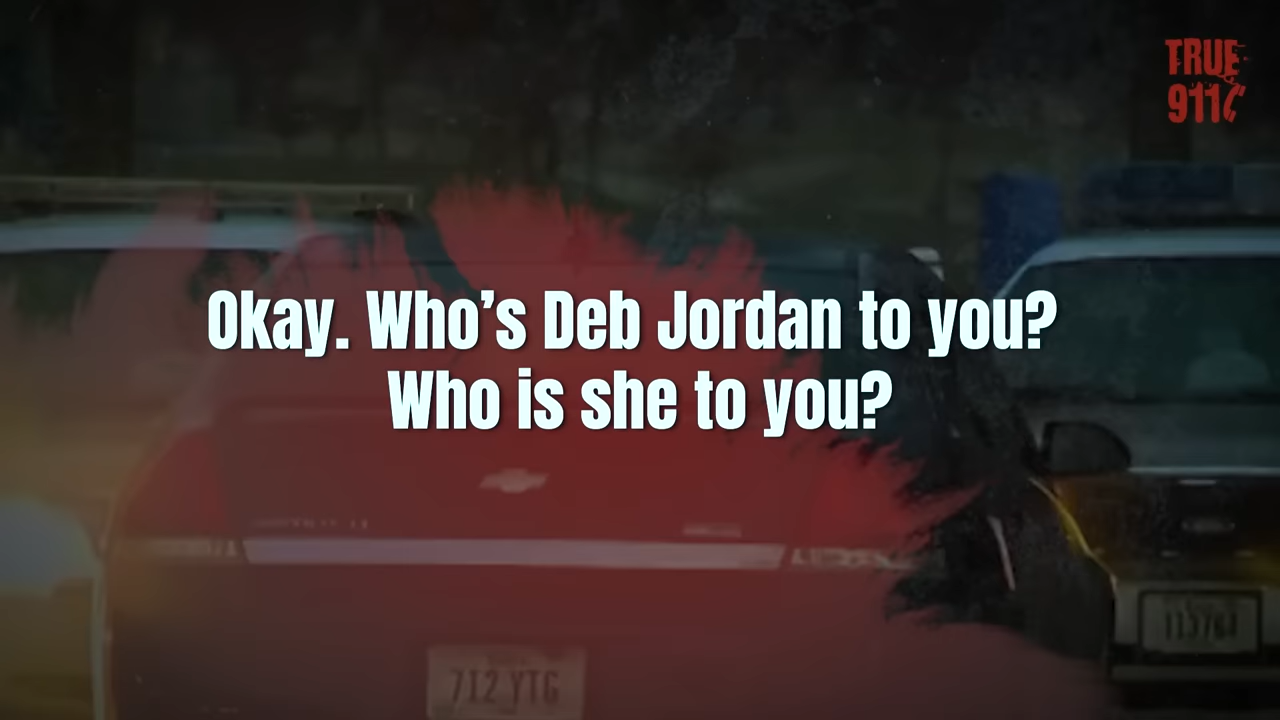 TRUE
911
Okay. Who’s Deb Jordan to you?
Who is she to you?
712 YTG